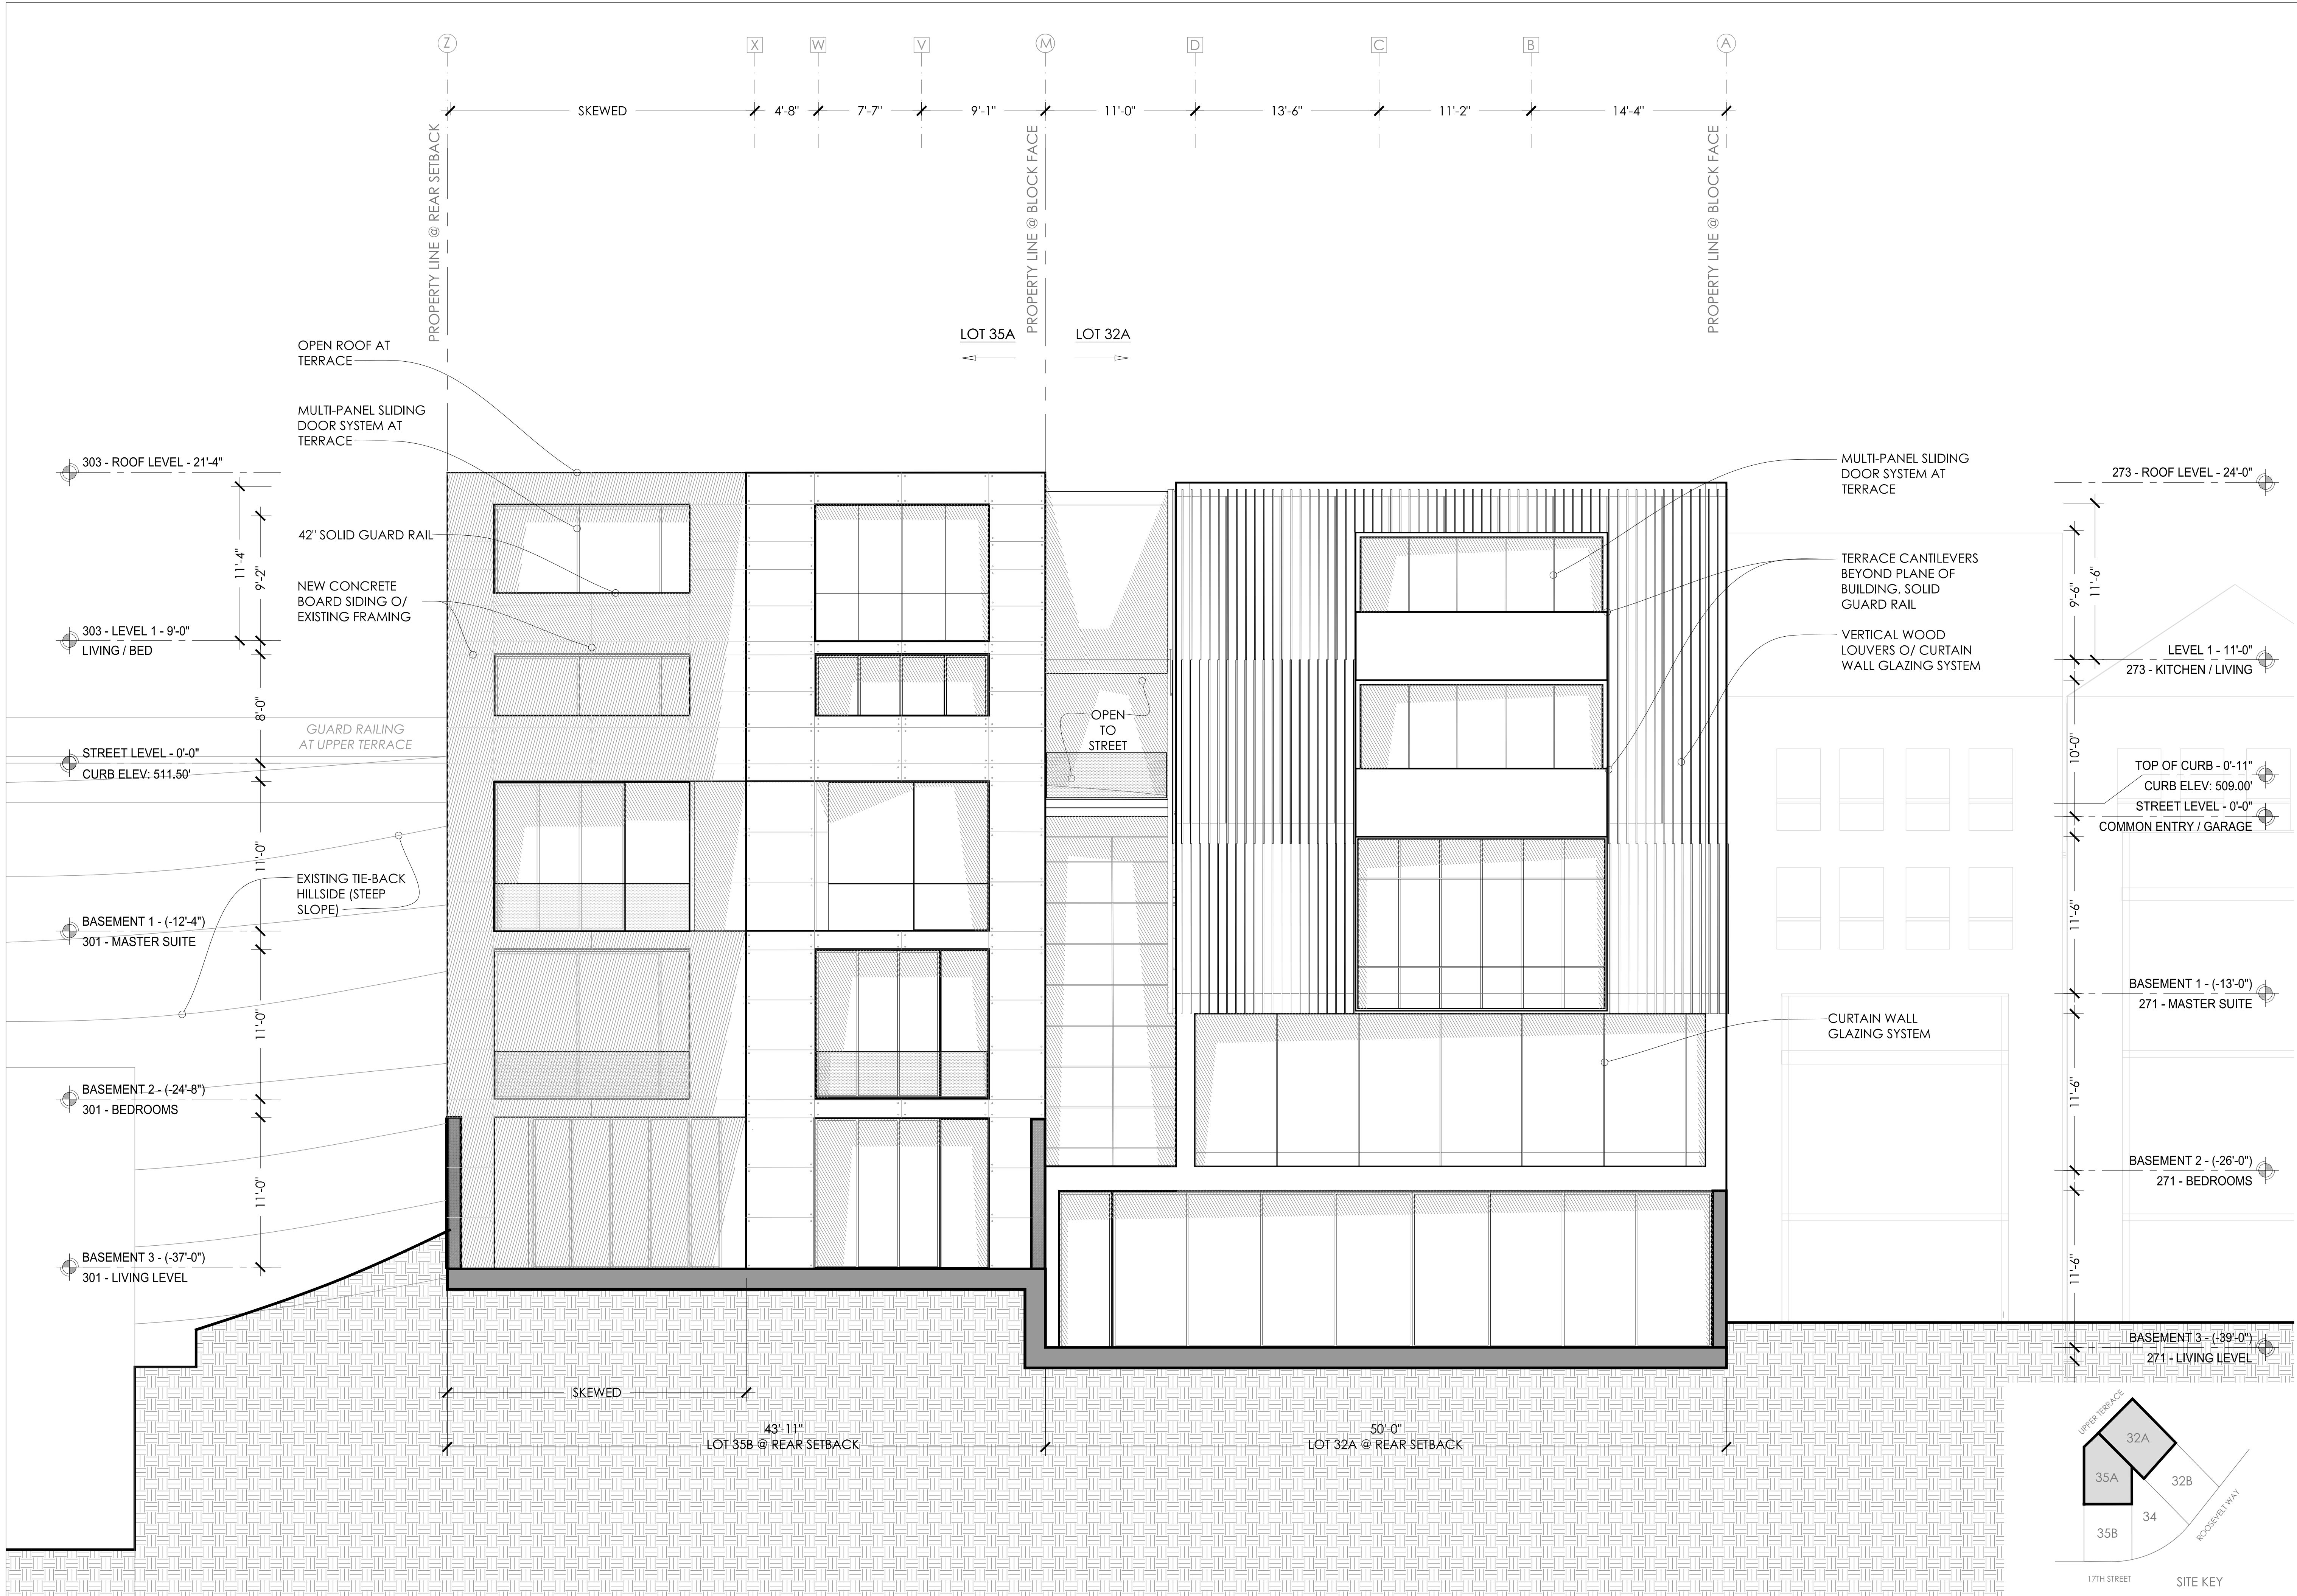 Z
X
W
V
M
D
C
B
A
SKEWED
4'-8"
7'-7"
9'-1"
11'-0"
13'-6"
11'-2"
14'-4"
PROPERTY LINE @ REAR SETBACK
PROPERTY LINE @ BLOCK FACE
PROPERTY LINE @ BLOCK FACE
LOT 35A
LOT 32A
OPEN ROOF AT
TERRACE
MULTI-PANEL SLIDING
DOOR SYSTEM AT
TERRACE
42" SOLID GUARD RAIL
NEW CONCRETE
BOARD SIDING O/
EXISTING FRAMING
GUARD RAILING
AT UPPER TERRACE
EXISTING TIE-BACK
HILLSIDE (STEEP
SLOPE)
303 - ROOF LEVEL - 21'-4"
303 - LEVEL 1 - 9'-0"
LIVING / BED
STREET LEVEL - 0'-0"
CURB ELEV: 511.50'
BASEMENT 1 - (-12'-4")
301 - MASTER SUITE
BASEMENT 2 - (-24'-8")
301 - BEDROOMS
BASEMENT 3 - (-37'-0")
301 - LIVING LEVEL
11'-4"
9'-2"
8'-0"
11'-0"
11'-0"
11'-0"
OPEN
TO
STREET
MULTI-PANEL SLIDING
DOOR SYSTEM AT
TERRACE
TERRACE CANTILEVERS
BEYOND PLANE OF
BUILDING, SOLID
GUARD RAIL
VERTICAL WOOD
LOUVERS O/ CURTAIN
WALL GLAZING SYSTEM
CURTAIN WALL
GLAZING SYSTEM
273 - ROOF LEVEL - 24'-0"
LEVEL 1 - 11'-0"
273 - KITCHEN / LIVING
TOP OF CURB - 0'-11"
CURB ELEV: 509.00'
STREET LEVEL - 0'-0"
COMMON ENTRY / GARAGE
BASEMENT 1 - (-13'-0")
271 - MASTER SUITE
BASEMENT 2 - (-26'-0")
271 - BEDROOMS
BASEMENT 3 - (-39'-0")
271 - LIVING LEVEL
9'-6"
11'-6"
10'-0"
11'-6"
11'-6"
11'-6"
SKEWED
43'-11"
LOT 35B @ REAR SETBACK
50'-0"
LOT 32A @ REAR SETBACK
UPPER TERRACE
32A
35A
32B
34
35B
ROOSEVELT WAY
17TH STREET
SITE KEY